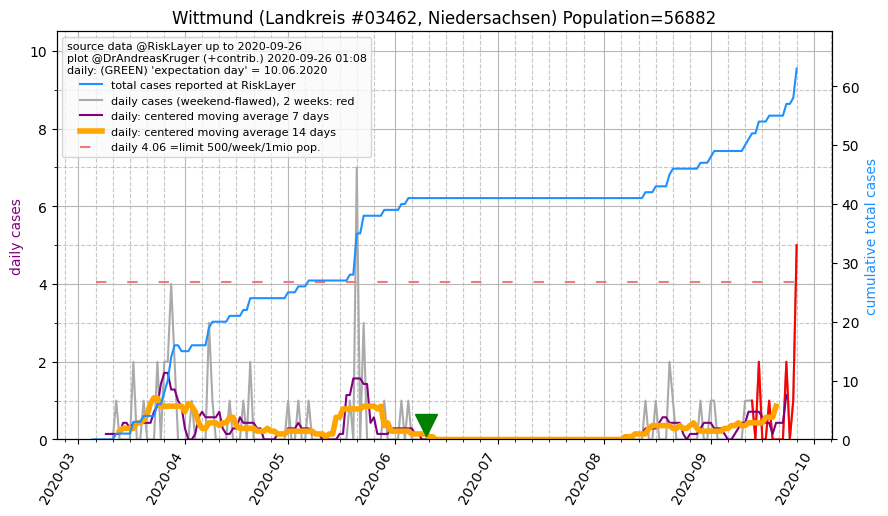 Wittmund (Landkreis #03462, Niedersachsen) Population=56882
source data @RiskLayer up to 2020-09-26
plot @DrAndreasKruger (+contrib.) 2020-09-26 01:08
daily: (GREEN) 'expectation day' = 10.06.2020
total cases reported at RiskLayer
daily cases (weekend-flawed), 2 weeks: red
daily: centered moving average 7 days
daily: centered moving average 14 days
daily 4.06 =limit 500/week/1mio pop.
daily cases
10
8
6
4
2
0
cumulative total cases
60
50
40
30
20
10
0
2020-03
2020-04
2020-05
2020-06
2020-07
2020-08
2020-09
2020-10